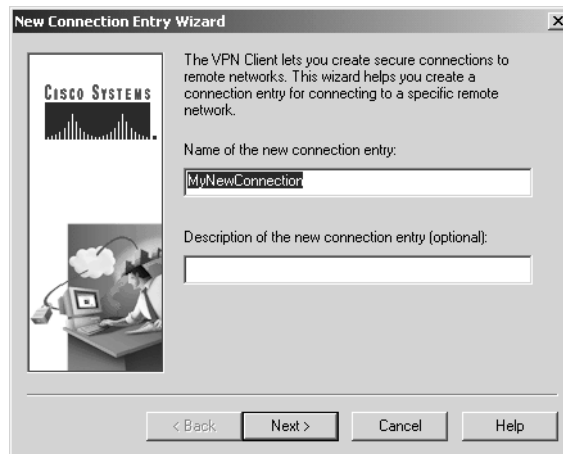 New Connection Entry Wizard
CISCO SYSTEMS
The VPN Client lets you create secure connections to
remote networks. This wizard helps you create a
connection entry for connecting to a specific remote
network.
Name of the new connection entry:
MyNewConnection
Description of the new connection entry (optional):
< Back
Next >
Cancel
Help